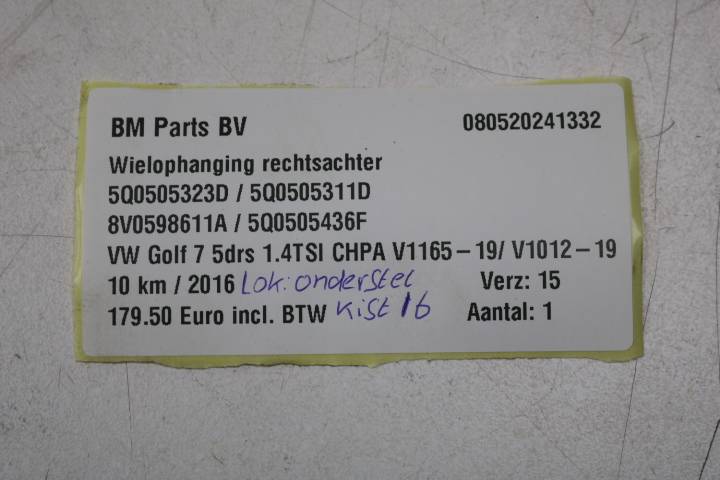 BM Parts BV 080520241332
Wielophanging rechtsachter
5Q0505323D / 5Q0505311D
8V0598611A / 5Q0505436F
VW Golf 7 5drs 1.4TSI CHPA V1165-19/ V1012-19
10 km / 2016 Lok: onderstel Verz: 15
179.50 Euro incl. BTW Kist 16 Aantal: 1